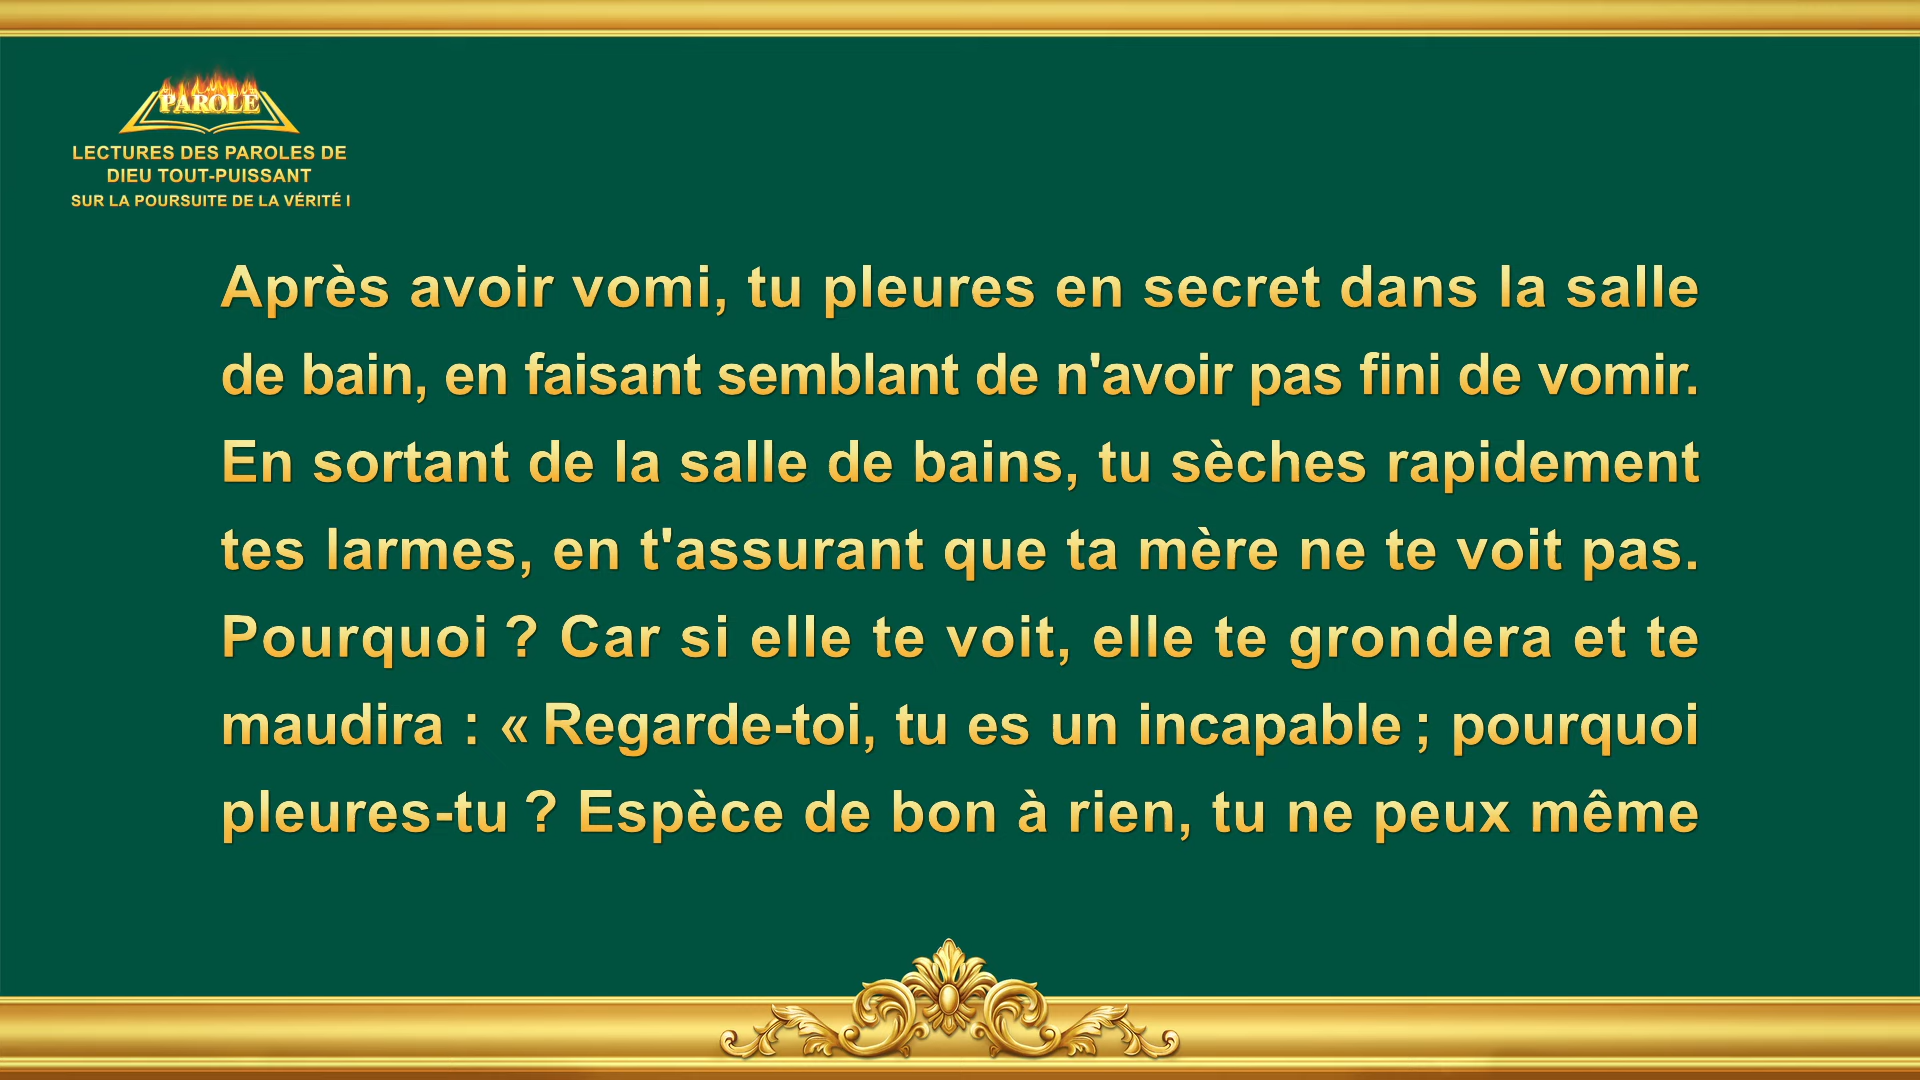 PAROLE
LECTURES DES PAROLES DE
DIEU TOUT-PUISSANT
SUR LA POURSUITE DE LA VÉRITÉ I
Après avoir vomi, tu pleures en secret dans la salle
de bain, en faisant semblant de n'avoir pas fini de vomir.
En sortant de la salle de bains, tu sèches rapidement
tes larmes, en t'assurant que ta mère ne te voit pas.
Pourquoi ? Car si elle te voit, elle te grondera et te
maudira : « Regarde-toi, tu es un incapable ; pourquoi
pleures-tu ? Espèce de bon à rien, tu ne peux même